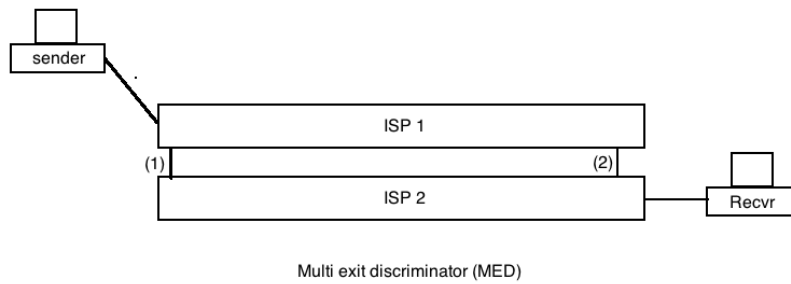 sender
ISP 1
(1)
(2)
ISP 2
Recvr
Multi exit discriminator (MED)